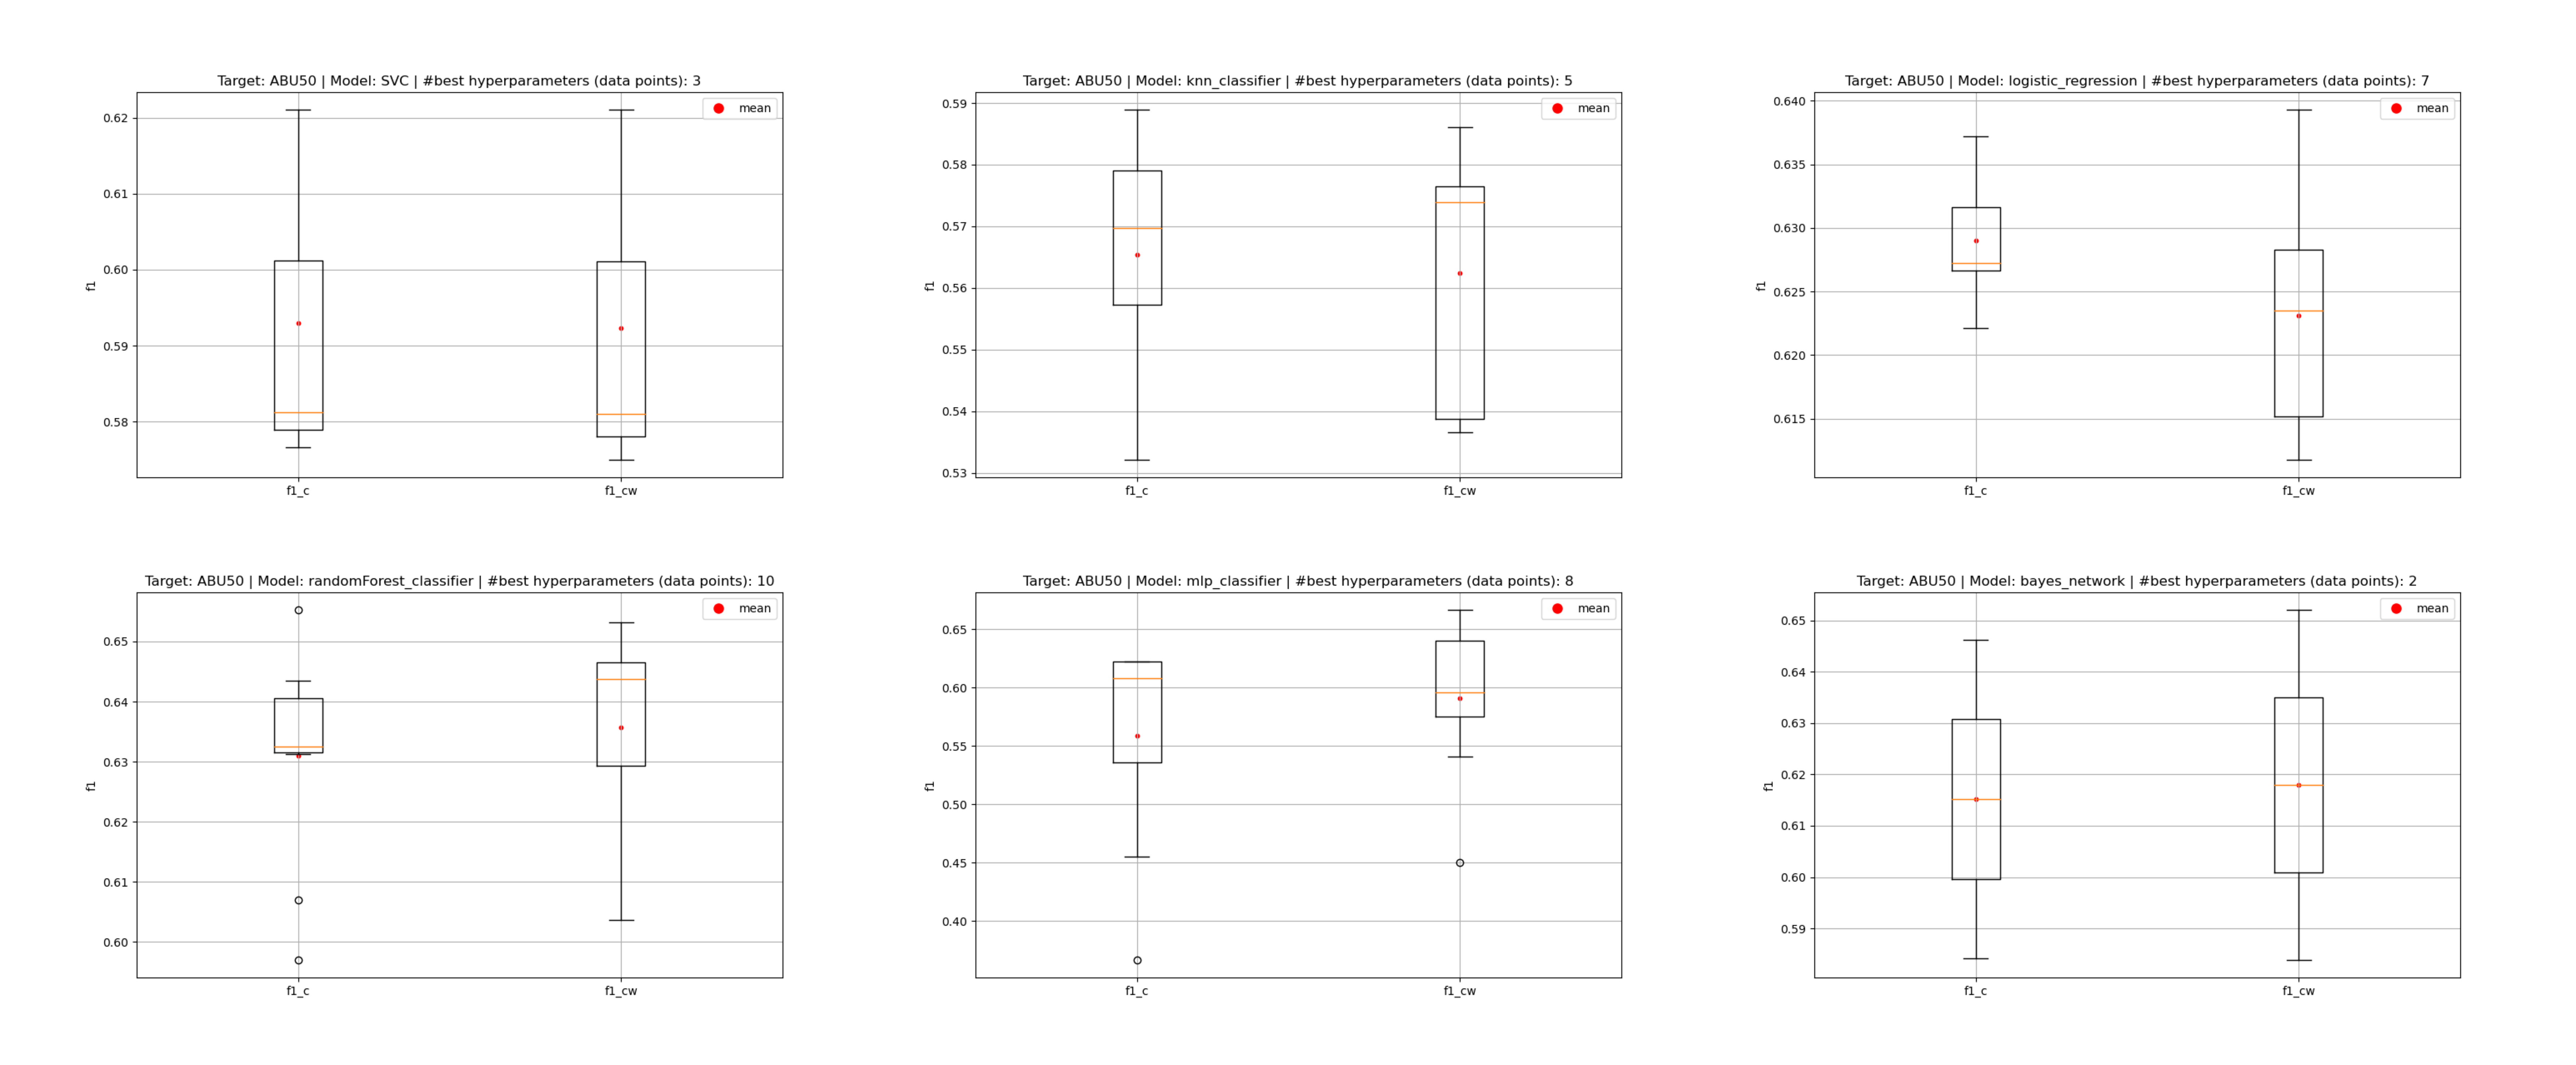 Target: ABU50 | Model: SVC | #best hyperparameters (data points): 3
mean
0.62
0.61
0.60
0.59
0.58
f1
f1_c
f1_cw
Target: ABU50 | Model: knn_classifier | #best hyperparameters (data points): 5
mean
0.59
0.58
0.57
0.56
0.55
0.54
0.53
f1
f1_c
f1_cw
Target: ABU50 | Model: logistic_regression | #best hyperparameters (data points): 7
mean
0.640
0.635
0.630
0.625
0.620
0.615
f1
f1_c
f1_cw
Target: ABU50 | Model: randomForest_classifier | #best hyperparameters (data points): 10
mean
0.65
0.64
0.63
0.62
0.61
0.60
f1
f1_c
f1_cw
Target: ABU50 | Model: mlp_classifier | #best hyperparameters (data points): 8
mean
0.65
0.60
0.55
0.50
0.45
0.40
f1
f1_c
f1_cw
Target: ABU50 | Model: bayes_network | #best hyperparameters (data points): 2
mean
0.65
0.64
0.63
0.62
0.61
0.60
0.59
f1
f1_c
f1_cw